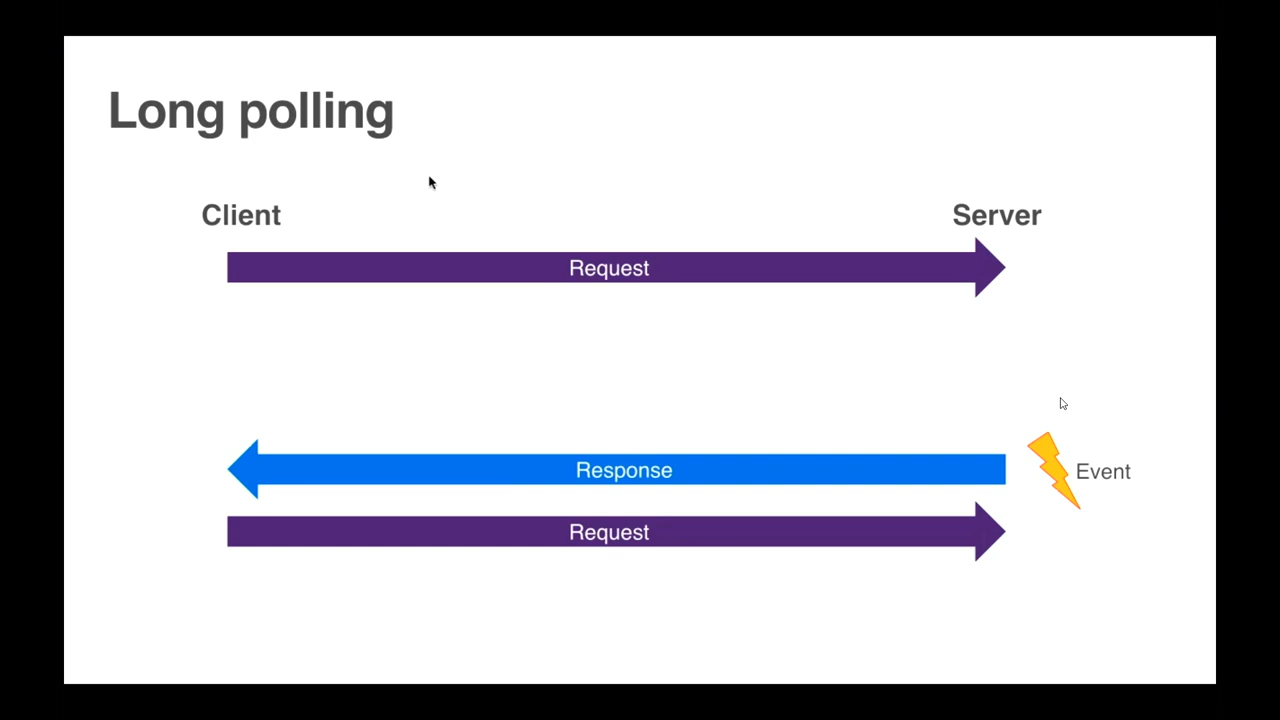 Long polling
Client
Server
Request
Response
Event
Request